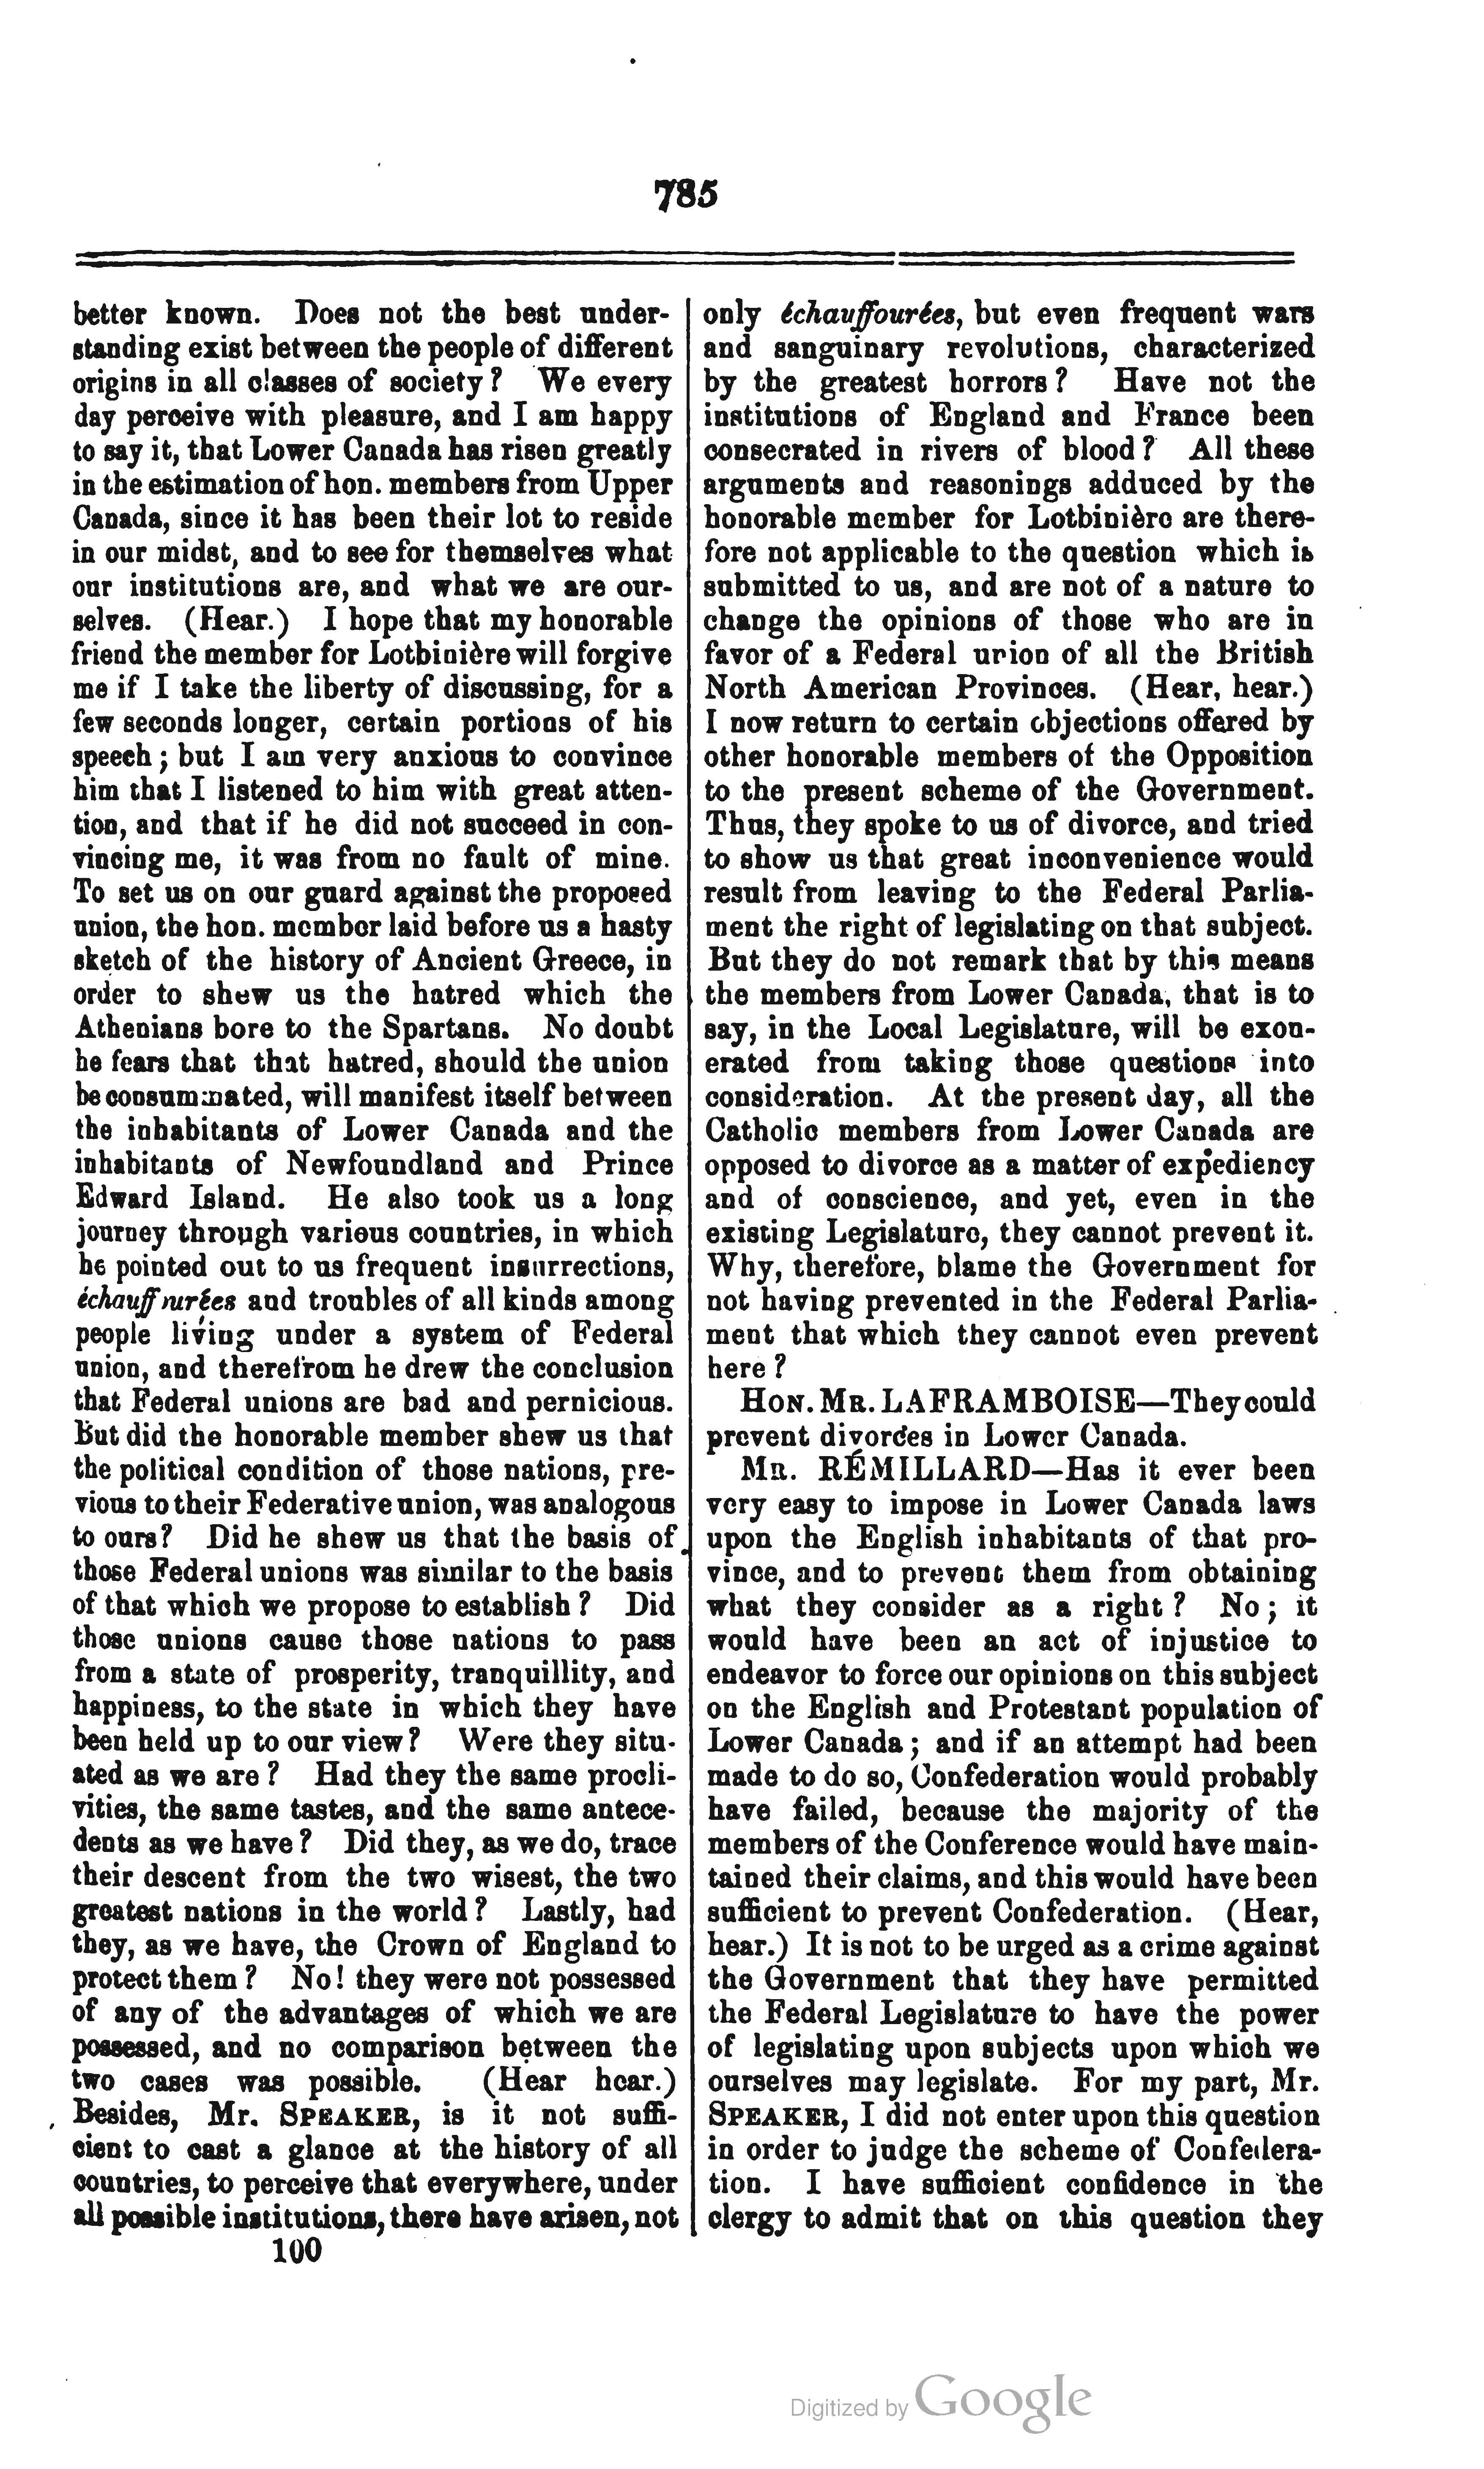 785
better known. Does not the best under-
standing exist between the people of different
origins in all classes of society? We every
day perceive with pleasure, and I am happy
to say it, that Lower Canada has risen greatly
in the estimation of hon. members from Upper
Canada, since it has been their lot to reside
in our midst, and to see for themselves what
our institutions are, and what we are our-
selves. (Hear.) I hope that my honorable
friend the member for Lotbinière will forgive
me if I take the liberty of discussing, for a
few seconds longer, certain portions of his
speech; but I am very anxious to convince
him that I listened to him with great atten-
tion, and that if he did not succeed in con-
vincing me, it was from no fault of mine.
To set us on our guard against the proposed
union, the hon. member laid before us a hasty
sketch of the history of Ancient Greece, in
order to shew us the hatred which the
Athenians bore to the Spartans. No doubt
he fears that that hatred, should the union
be consummated, will manifest itself between
the inhabitants of Lower Canada and the
inhabitants of Newfoundland and Prince
Edward Island. He also took us a long
journey through various countries, in which
he pointed out to us frequent insurrections,
échauffourées and troubles of all kinds among
people living under a system of Federal
union, and therefrom he drew the conclusion
that Federal unions are bad and pernicious.
But did the honorable member shew us that
the political condition of those nations, pre-
vious to their Federative union, was analogous
to ours? Did he shew us that the basis of
those Federal unions was similar to the basis
of that which we propose to establish? Did
those unions cause those nations to pass
from a state of prosperity, tranquillity, and
happiness, to the state in which they have
been held up to our view? Were they situ-
ated as we are? Had they the same procli-
vities, the same tastes, and the same antece-
dents as we have? Did they, as we do, trace
their descent from the two wisest, the two
greatest nations in the world? Lastly, had
they, as we have, the Crown of England to
protect them? No! they were not possessed
of any of the advantages of which we are
possessed, and no comparison between the
two cases was possible. (Hear hear.)
Besides, Mr. SPEAKER, is it not suffi-
cient to cast a glance at the history of all
countries, to perceive that everywhere, under
all possible institutions, there have arisen, not
100
only échauffourées, but even frequent wars
and sanguinary revolutions, characterized
by the greatest horrors? Have not the
institutions of England and France been
consecrated in rivers of blood? All these
arguments and reasonings adduced by the
honorable member for Lotbinière are there-
fore not applicable to the question which is
submitted to us, and are not of a nature to
change the opinions of those who are in
favor of a Federal union of all the British
North American Provinces. (Hear, hear.)
I now return to certain objections offered by
other honorable members of the Opposition
to the present scheme of the Government.
Thus, they spoke to us of divorce, and tried
to show us that great inconvenience would
result from leaving to the Federal Parlia-
ment the right of legislating on that subject.
But they do not remark that by this means
the members from Lower Canada, that is to
say, in the Local Legislature, will be exon-
erated from taking those questions into
consideration. At the present day, all the
Catholic members from Lower Canada are
opposed to divorce as a matter of expediency
and of conscience, and yet, even in the
existing Legislature, they cannot prevent it.
Why, therefore, blame the Government for
not having prevented in the Federal Parlia-
ment that which they cannot even prevent
here?
HON. MR. LAFRAMBOISE—They could
prevent divorces in Lower Canada.
MR. RÉMILLARD—Has it ever been
very easy to impose in Lower Canada laws
upon the English inhabitants of that pro-
vince, and to prevent them from obtaining
what they consider as a right? No; it
would have been an act of injustice to
endeavor to force our opinions on this subject
on the English and Protestant population of
Lower Canada; and if an attempt had been
made to do so, Confederation would probably
have failed, because the majority of the
members of the Conference would have main-
tained their claims, and this would have been
sufficient to prevent Confederation. (Hear,
hear.) It is not to be urged as a crime against
the Government that they have permitted
the Federal Legislature to have the power
of legislating upon subjects upon which we
ourselves may legislate. For my part, Mr.
SPEAKER, I did not enter upon this question
in order to judge the scheme of Confedera-
tion. I have sufficient confidence in the
clergy to admit that on this question they
Digitized by Google